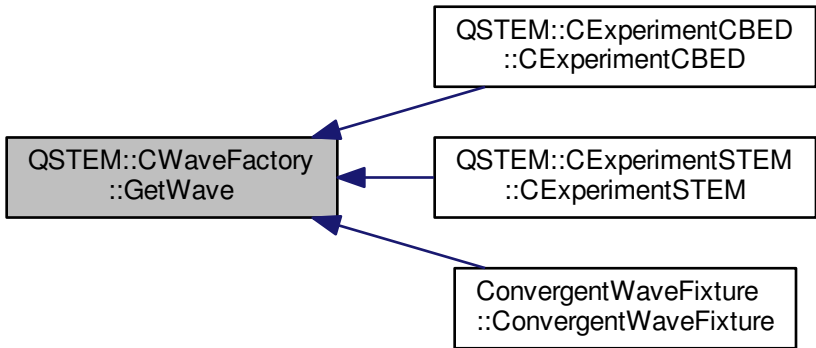 QSTEM::CWaveFactory
::GetWave
QSTEM::CExperimentCBED
::CExperimentCBED
QSTEM::CExperimentSTEM
::CExperimentSTEM
ConvergentWaveFixture
::ConvergentWaveFixture